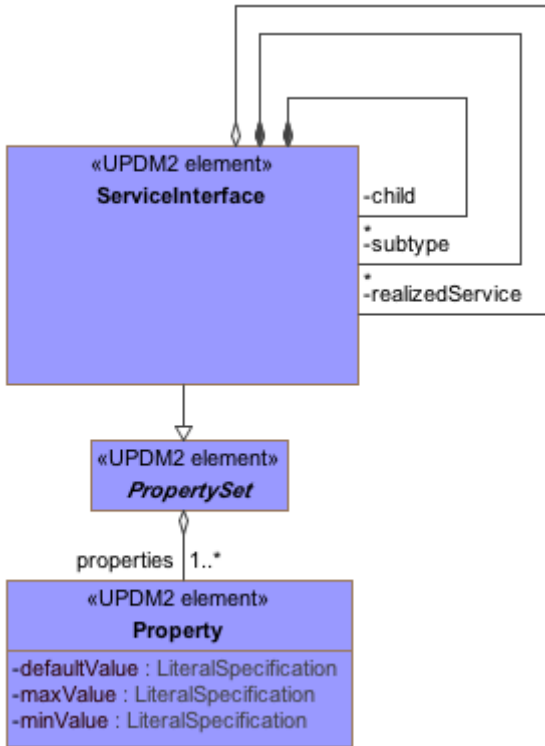 «UPDM2 element»
ServiceInterface
-child
*
-subtype
*
-realizedService
«UPDM2 element»
PropertySet
properties 1..*
«UPDM2 element»
Property
-defaultValue : LiteralSpecification
-maxValue : LiteralSpecification
-minValue : LiteralSpecification